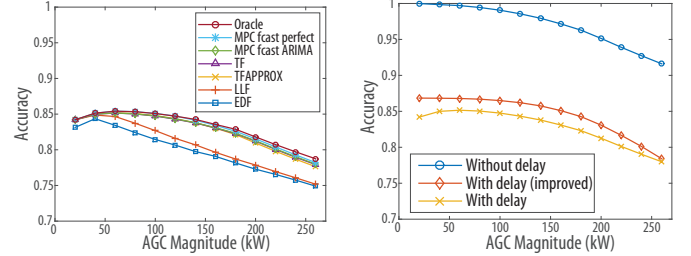 1
0.95
0.9
0.85
0.8
0.75
0.7
Accuracy
0
50
100
150
200
250
AGC Magnitude (kW)
Oracle
MPC fcast perfect
MPC fcast ARIMA
TF
TFAPPROX
LLF
EDF
1
0.95
0.9
0.85
0.8
0.75
0.7
Accuracy
0
50
100
150
200
250
AGC Magnitude (kW)
Without delay
With delay (improved)
With delay